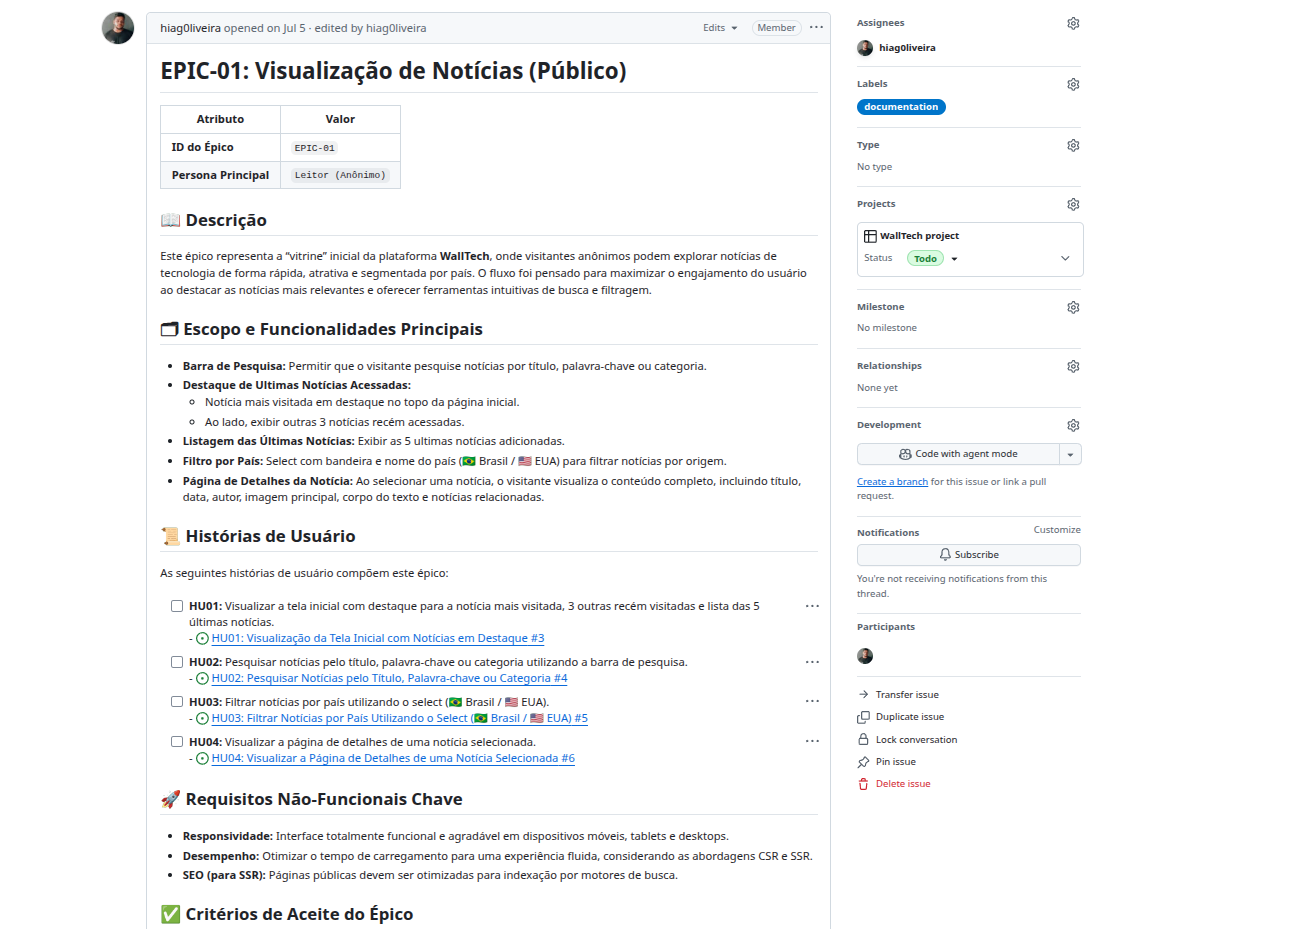 hiag0liveira opened on Jul 5 · edited by hiag0liveira
Edits
Member
EPIC-01: Visualização de Notícias (Público)
Atributo Valor
ID do Épico EPIC-01
Persona Principal Leitor (Anônimo)
📖 Descrição
Este épico representa a “vitrine” inicial da plataforma WallTech, onde visitantes anônimos podem explorar notícias de
tecnologia de forma rápida, atrativa e segmentada por país. O fluxo foi pensado para maximizar o engajamento do usuário
ao destacar as notícias mais relevantes e oferecer ferramentas intuitivas de busca e filtragem.
🗂️ Escopo e Funcionalidades Principais
• Barra de Pesquisa: Permitir que o visitante pesquise notícias por título, palavra-chave ou categoria.
• Destaque de Ultimas Notícias Acessadas:
◦ Notícia mais visitada em destaque no topo da página inicial.
◦ Ao lado, exibir outras 3 notícias recém acessadas.
• Listagem das Últimas Notícias: Exibir as 5 ultimas notícias adicionadas.
• Filtro por País: Select com bandeira e nome do país (🇧🇷 Brasil / 🇺🇸 EUA) para filtrar notícias por origem.
• Página de Detalhes da Notícia: Ao selecionar uma notícia, o visitante visualiza o conteúdo completo, incluindo título,
data, autor, imagem principal, corpo do texto e notícias relacionadas.
📜 Histórias de Usuário
As seguintes histórias de usuário compõem este épico:
HU01: Visualizar a tela inicial com destaque para a notícia mais visitada, 3 outras recém visitadas e lista das 5
últimas notícias.
- HU01: Visualização da Tela Inicial com Notícias em Destaque #3
HU02: Pesquisar notícias pelo título, palavra-chave ou categoria utilizando a barra de pesquisa.
- HU02: Pesquisar Notícias pelo Título, Palavra-chave ou Categoria #4
HU03: Filtrar notícias por país utilizando o select (🇧🇷 Brasil / 🇺🇸 EUA).
- HU03: Filtrar Notícias por País Utilizando o Select (🇧🇷 Brasil / 🇺🇸 EUA) #5
HU04: Visualizar a página de detalhes de uma notícia selecionada.
- HU04: Visualizar a Página de Detalhes de uma Notícia Selecionada #6
🚀 Requisitos Não-Funcionais Chave
• Responsividade: Interface totalmente funcional e agradável em dispositivos móveis, tablets e desktops.
• Desempenho: Otimizar o tempo de carregamento para uma experiência fluida, considerando as abordagens CSR e SSR.
• SEO (para SSR): Páginas públicas devem ser otimizadas para indexação por motores de busca.
✅ Critérios de Aceite do Épico
Assignees
hiag0liveira
Labels
documentation
Type
No type
Projects
WallTech project
Status Todo
Milestone
No milestone
Relationships
None yet
Development
Code with agent mode
Create a branch for this issue or link a pull
request.
Notifications Customize
Subscribe
You're not receiving notifications from this
thread.
Participants
Transfer issue
Duplicate issue
Lock conversation
Pin issue
Delete issue